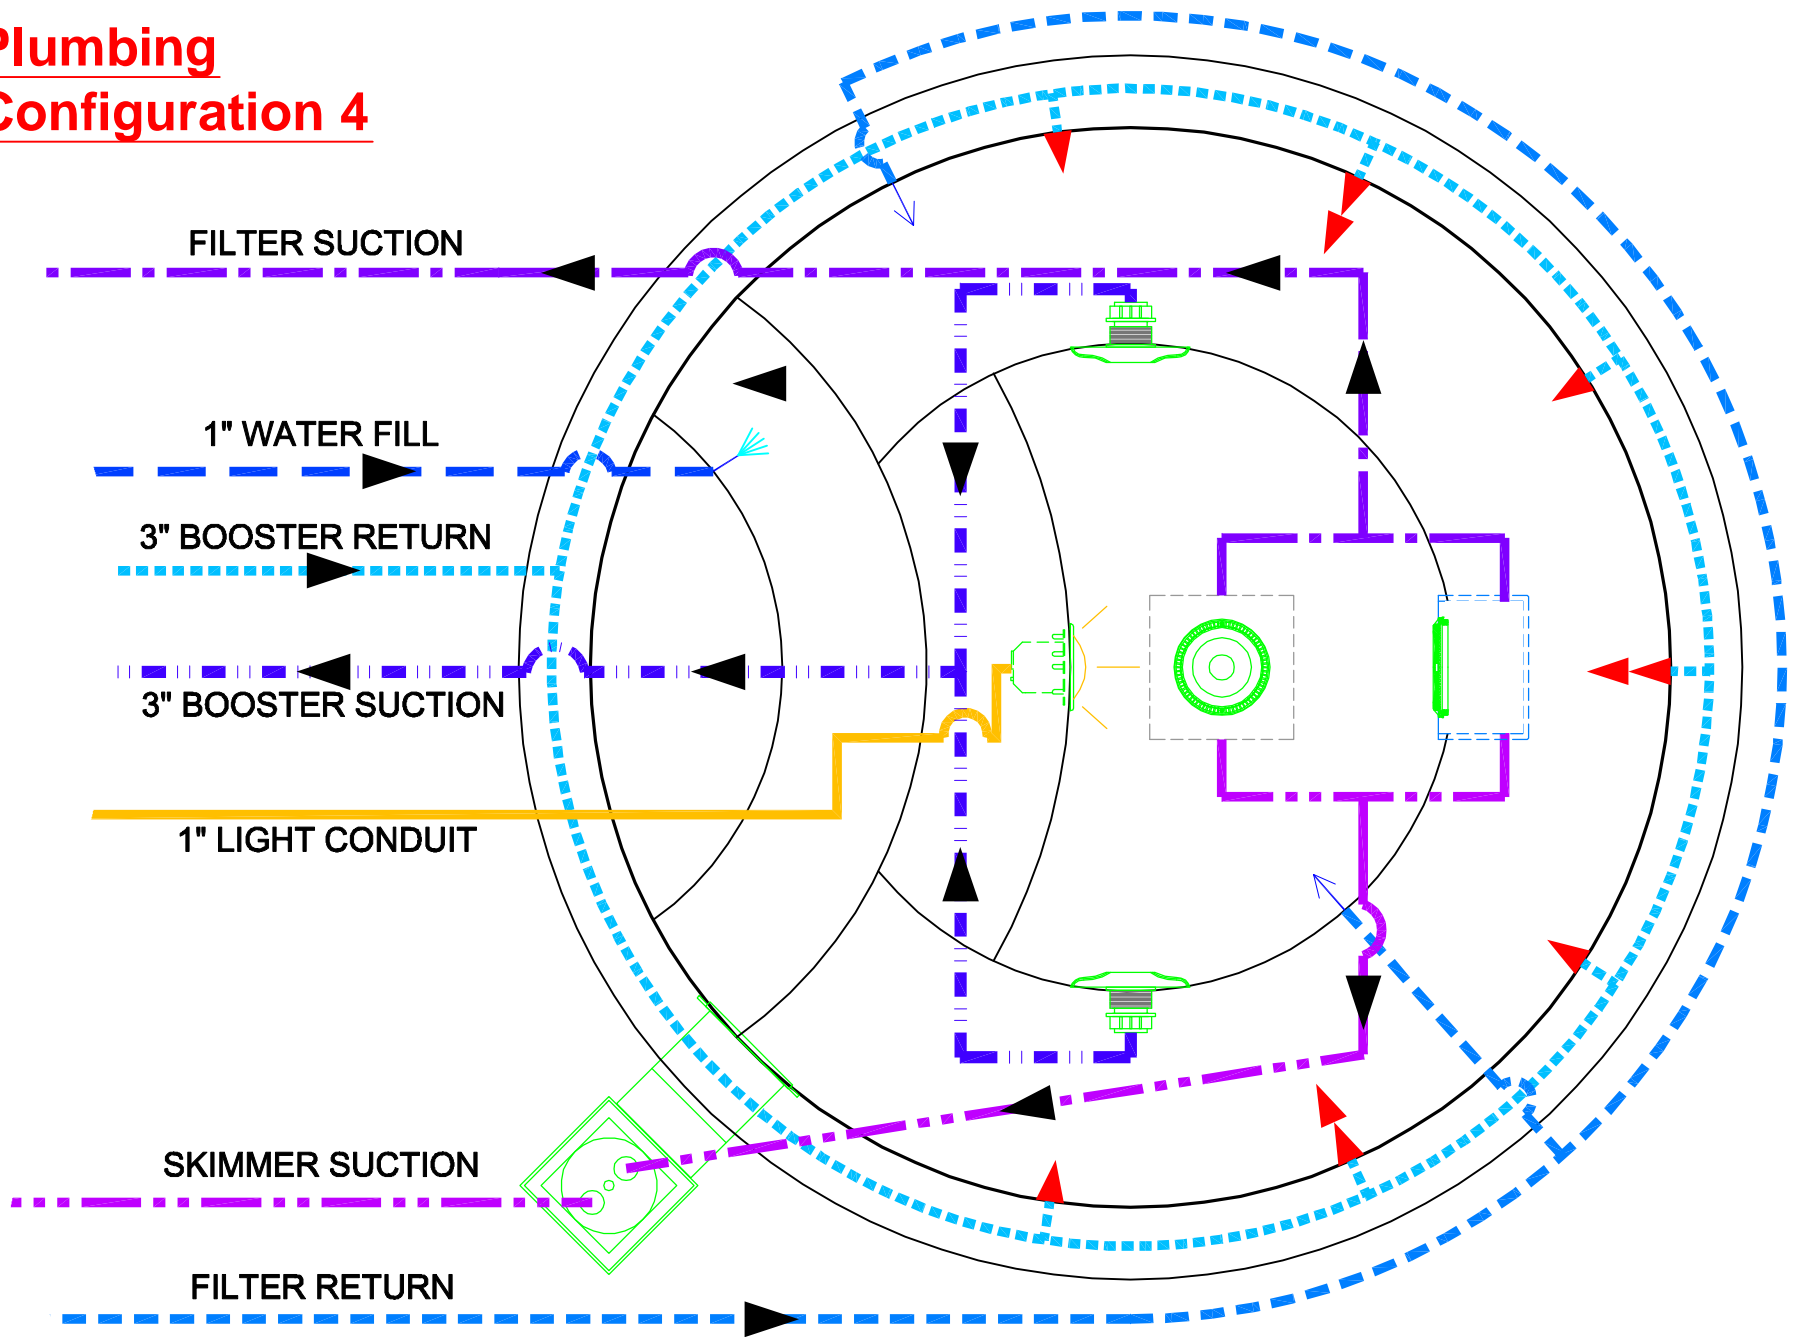 Plumbing
Configuration 4
FILTER SUCTION
1" WATER FILL
3" BOOSTER RETURN
3" BOOSTER SUCTION
1" LIGHT CONDUIT
SKIMMER SUCTION
FILTER RETURN